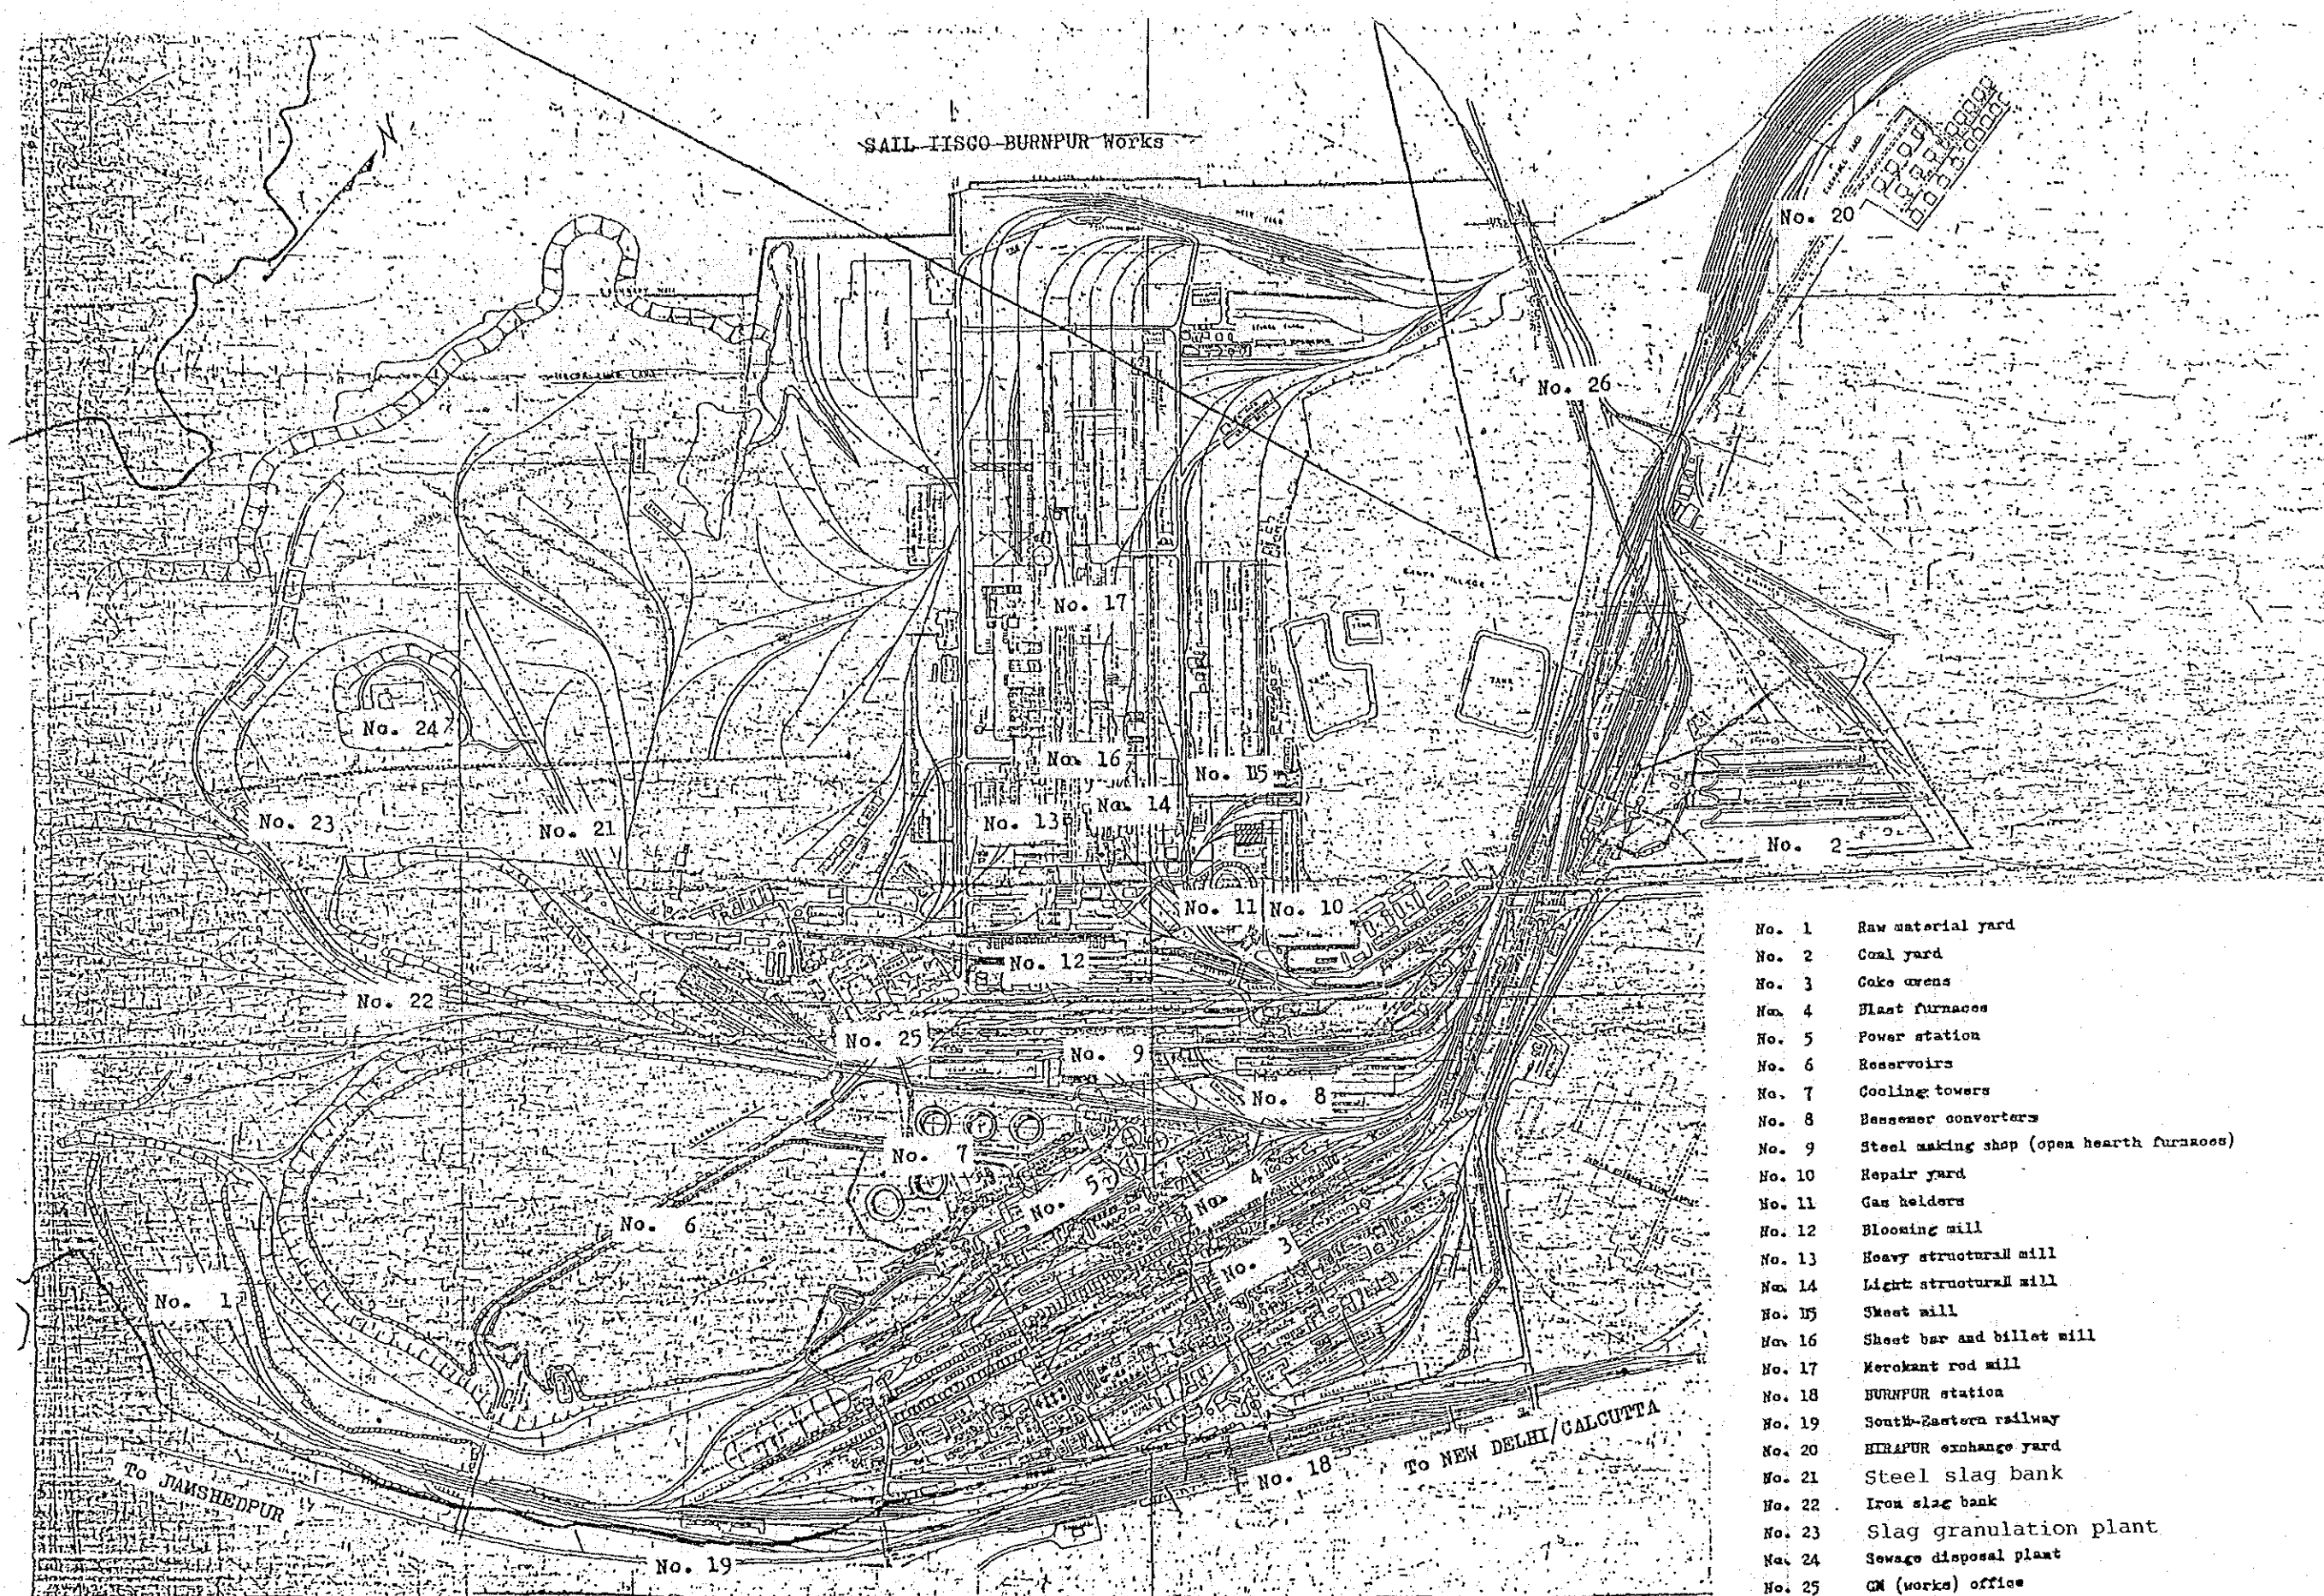 N
SAIL IISCO BURNPUR Works
No. 20
No. 26
No. 17
TANK
TANK
No. 24
No. 16
No. 15
No. 14
No. 23
No. 21
No. 13
No. 2
No. 11
No. 10
No. 12
No. 22
No. 25
No. 9
No. 8
No. 7
No. 5
No. 4
No. 6
No. 3
No. 1
To JAMSHEDPUR
No. 18
To NEW DELHI/CALCUTTA
No. 19
No. 1 Raw material yard
No. 2 Coal yard
No. 3 Coke ovens
No. 4 Blast furnaces
No. 5 Power station
No. 6 Reservoirs
No. 7 Cooling towers
No. 8 Bessemer converters
No. 9 Steel making shop (open hearth furnaces)
No. 10 Repair yard
No. 11 Gas holders
No. 12 Blooming mill
No. 13 Heavy structural mill
No. 14 Light structural mill
No. 15 Sheet mill
No. 16 Sheet bar and billet mill
No. 17 Merchant rod mill
No. 18 BURNPUR station
No. 19 South-Eastern railway
No. 20 HIRAPUR exchange yard
No. 21 Steel slag bank
No. 22 Iron slag bank
No. 23 Slag granulation plant
No. 24 Sewage disposal plant
No. 25 GM (works) office